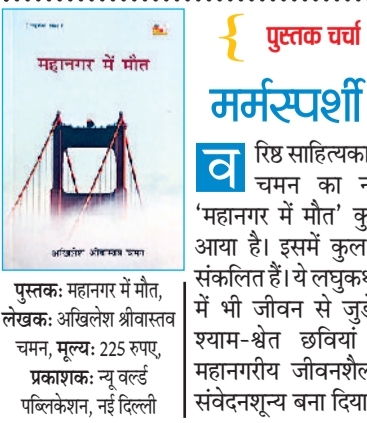 महानगर में मौत
अखिलेश श्रीवास्तव चमन
पुस्तक: महानगर में मौत,
लेखक: अखिलेश श्रीवास्तव
चमन, मूल्य: 225 रुपए,
प्रकाशक: न्यू वर्ल्ड
पब्लिकेशन, नई दिल्ली
पुस्तक चर्चा
मर्मस्पर्शी
वरिष्ठ साहित्यका
चमन का न
‘महानगर में मौत’ कु
आया है। इसमें कुल
संकलित हैं। ये लघुकथ
में भी जीवन से जुड़े
श्याम-श्वेत छवियां
महानगरीय जीवनशैल
संवेदनशून्य बना दिया